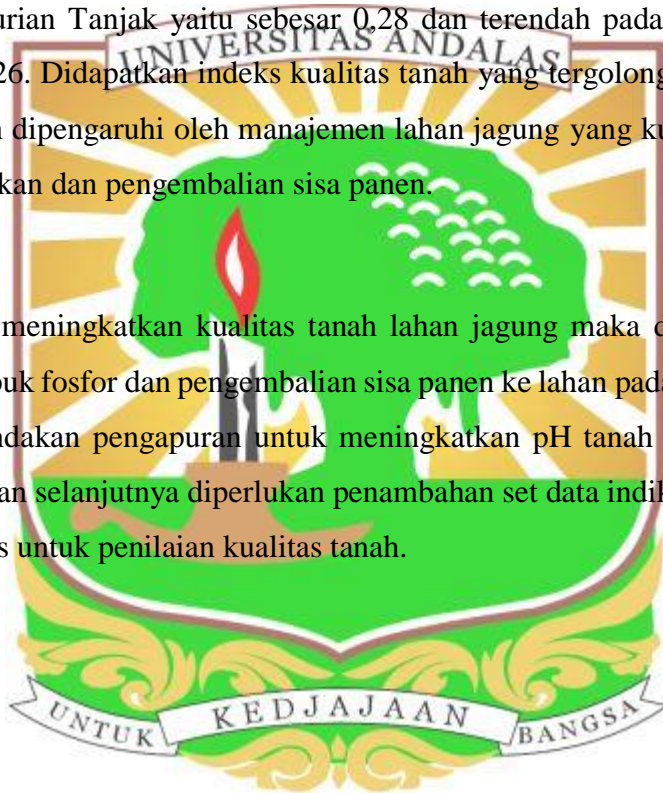 urian Tanjak yaitu sebesar 0,28 dan terendah pada
UNIVERSITAS ANDALAS
26. Didapatkan indeks kualitas tanah yang tergolong
dipengaruhi oleh manajemen lahan jagung yang ku
kan dan pengembalian sisa panen.
meningkatkan kualitas tanah lahan jagung maka d
puk fosfor dan pengembalian sisa panen ke lahan pada
ndakan pengapuran untuk meningkatkan pH tanah
an selanjutnya diperlukan penambahan set data indik
s untuk penilaian kualitas tanah.
UNTUK KEDJAJAAN BANGSA